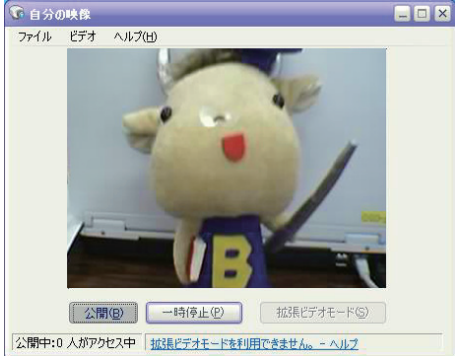 自分の映像
ファイル ビデオ ヘルプ(H)
B
公開(B) 一時停止(P) 拡張ビデオモード(S)
公開中:0 人がアクセス中 拡張ビデオモードを利用できません。 - ヘルプ